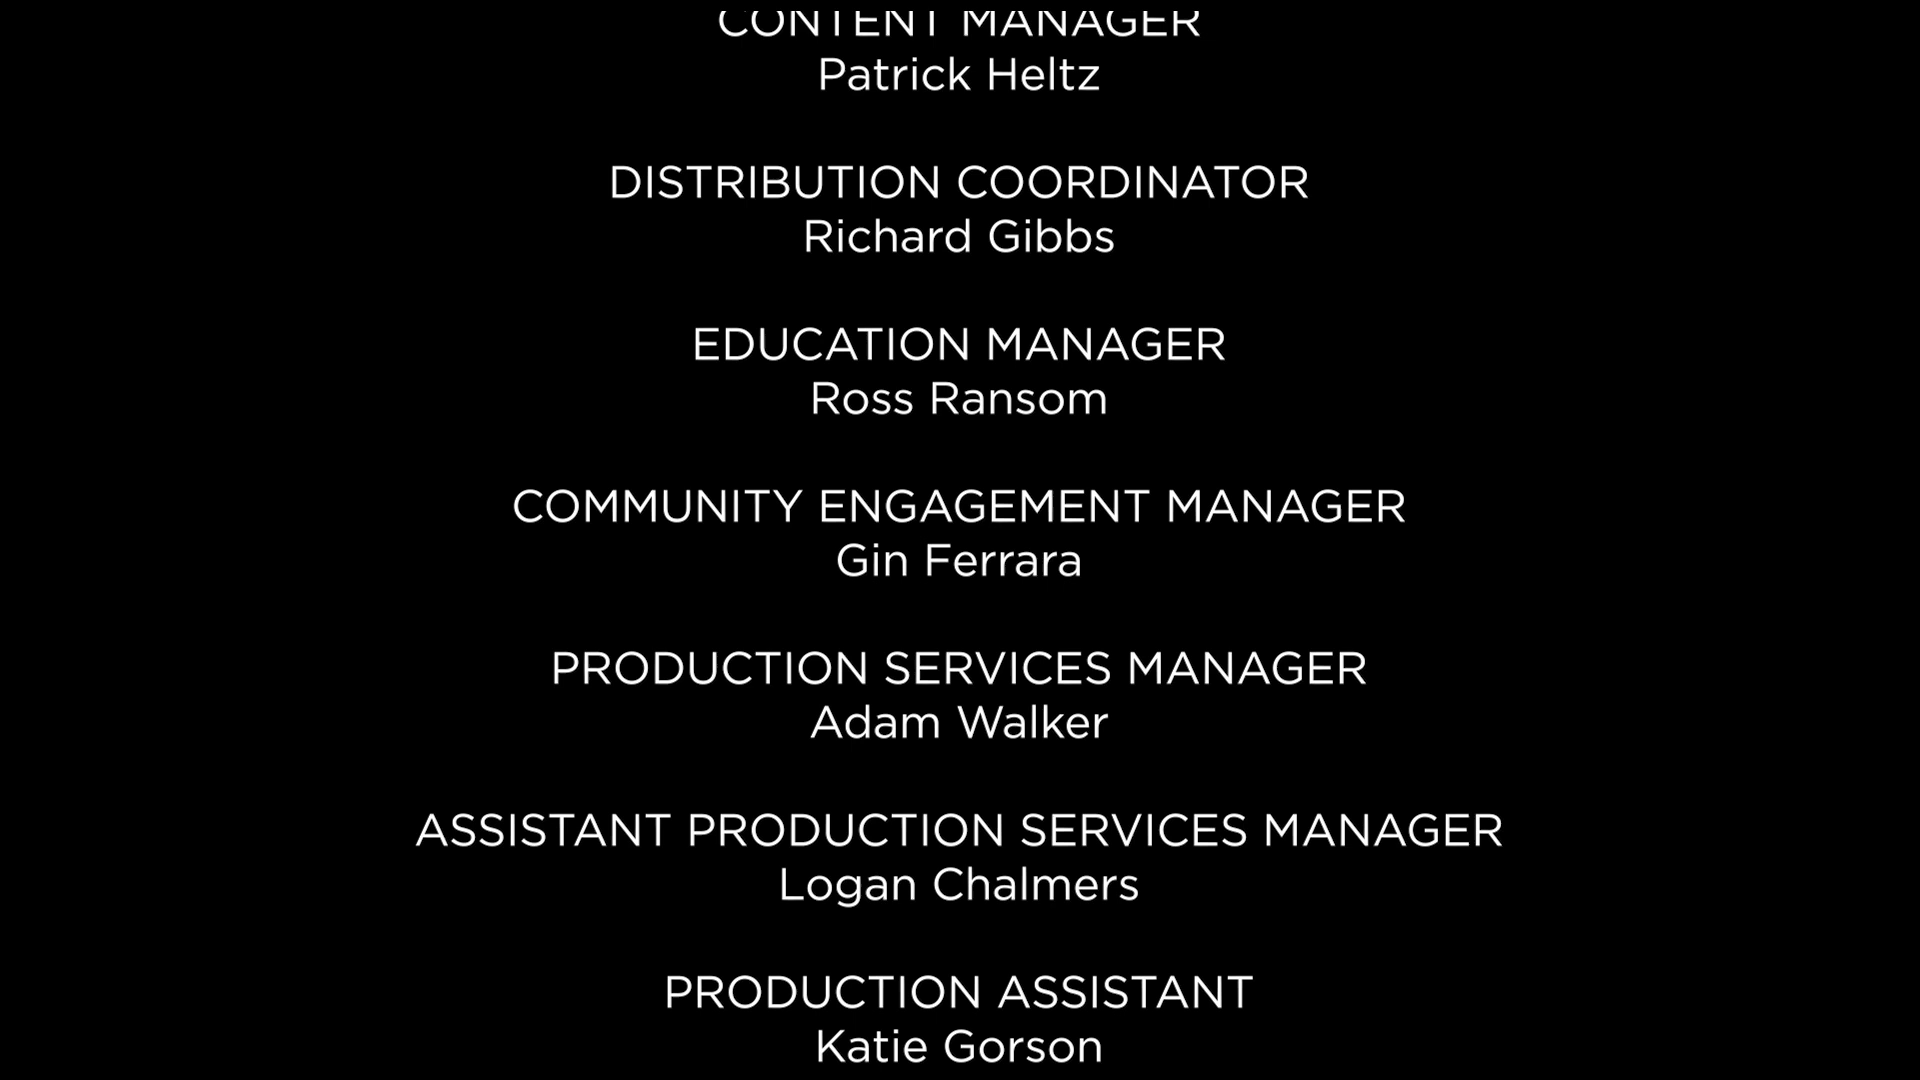 CONTENT MANAGER
Patrick Heltz
DISTRIBUTION COORDINATOR
Richard Gibbs
EDUCATION MANAGER
Ross Ransom
COMMUNITY ENGAGEMENT MANAGER
Gin Ferrara
PRODUCTION SERVICES MANAGER
Adam Walker
ASSISTANT PRODUCTION SERVICES MANAGER
Logan Chalmers
PRODUCTION ASSISTANT
Katie Gorson